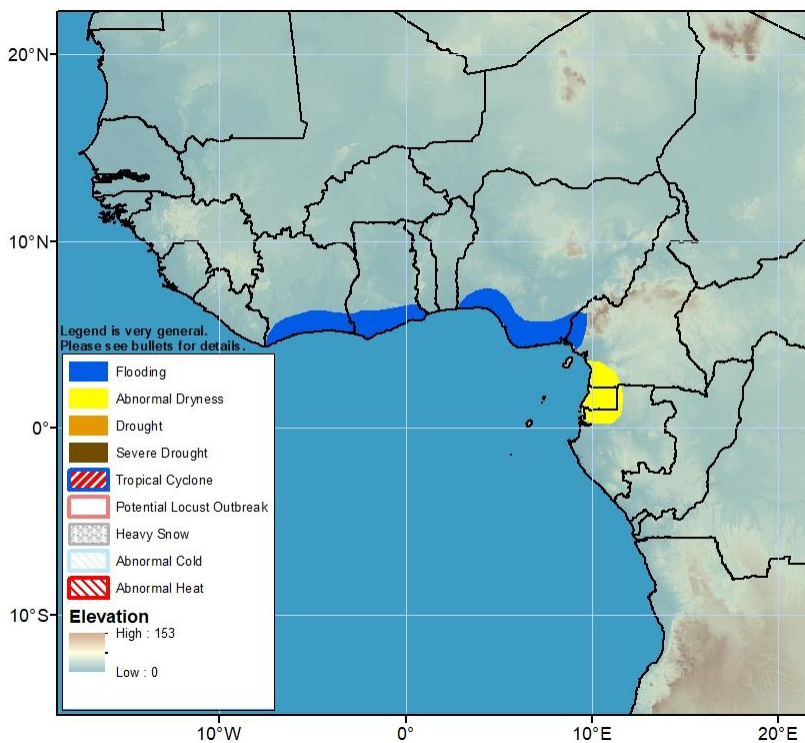 20°N
10°N
0°
10°S
Legend is very general.
Please see bullets for details.
Flooding
Abnormal Dryness
Drought
Severe Drought
Tropical Cyclone
Potential Locust Outbreak
Heavy Snow
Abnormal Cold
Abnormal Heat
Elevation
High : 153
Low : 0
10°W
0°
10°E
20°E